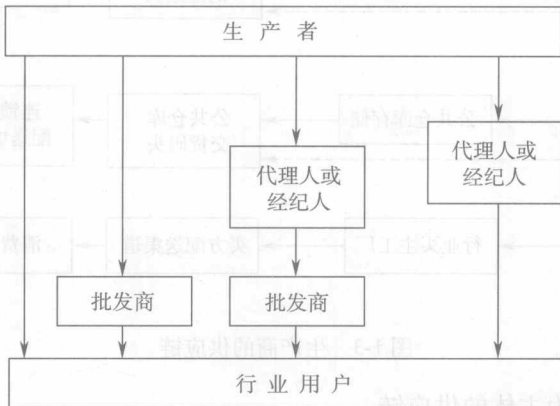 生产者
代理人或
经纪人
代理人或
经纪人
批发商
批发商
行业用户